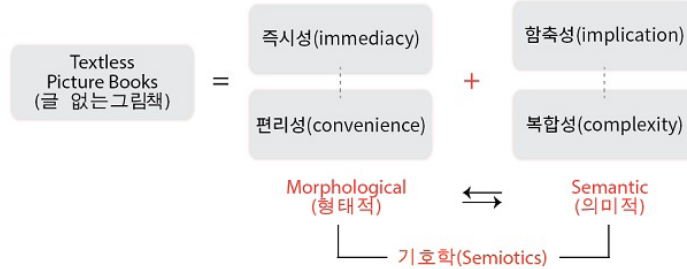 즉시성(immediacy)
함축성(implication)
Textless
Picture Books
(글 없는그림책)
=
+
편리성(convenience)
복합성(complexity)
Morphological
(형태적)
Semantic
(의미적)
기호학(Semiotics)